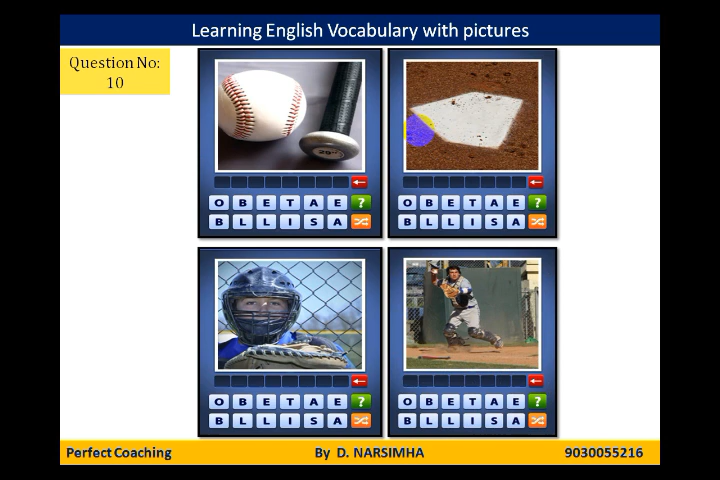 Learning English Vocabulary with pictures
Question No:
10
O B E T A E ?
B L L I S A
O B E T A E ?
B L L I S A
O B E T A E ?
B L L I S A
O B E T A E ?
B L L I S A
Perfect Coaching By D. NARSIMHA 9030055216